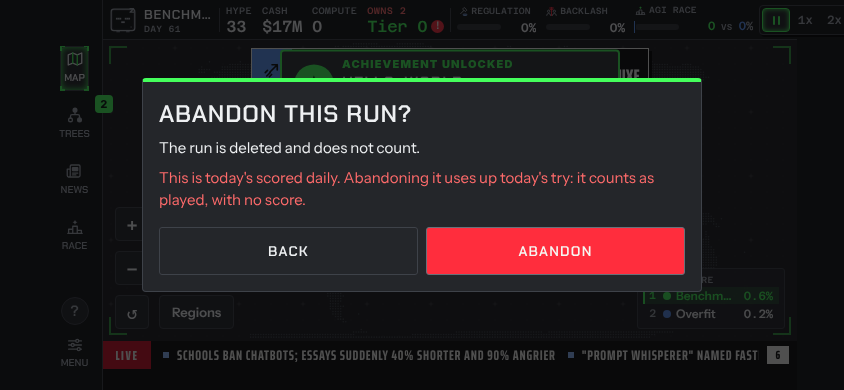 BENCHM...
DAY 61
HYPE
33
CASH
$17M
COMPUTE
0
OWNS 2
Tier 0
REGULATION
0%
BACKLASH
0%
AGI RACE
0 vs 0%
1x 2x
MAP
2
TREES
NEWS
RACE
?
MENU
ACHIEVEMENT UNLOCKED
ABANDON THIS RUN?
The run is deleted and does not count.
This is today's scored daily. Abandoning it uses up today's try: it counts as
played, with no score.
BACK
ABANDON
+
−
Regions
1 Benchm... 0.6%
2 Overfit 0.2%
LIVE
SCHOOLS BAN CHATBOTS; ESSAYS SUDDENLY 40% SHORTER AND 90% ANGRIER
"PROMPT WHISPERER" NAMED FAST
6